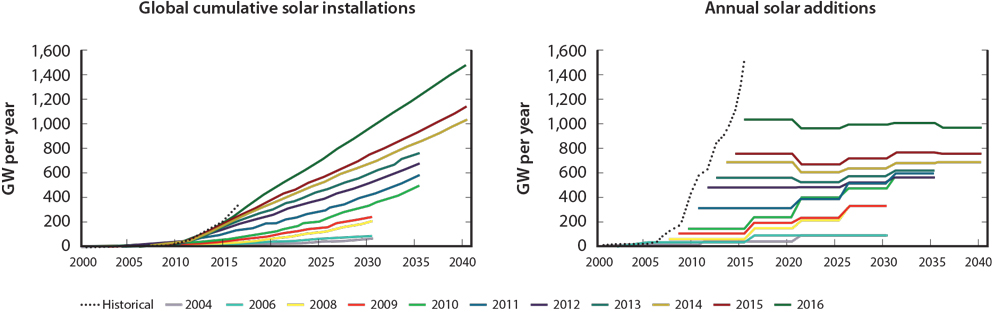 Global cumulative solar installations
Annual solar additions
GW per year
1,600
1,400
1,200
1,000
800
600
400
200
0
2000 2005 2010 2015 2020 2025 2030 2035 2040
GW per year
1,600
1,400
1,200
1,000
800
600
400
200
0
2000 2005 2010 2015 2020 2025 2030 2035 2040
Historical 2004 2006 2008 2009 2010 2011 2012 2013 2014 2015 2016